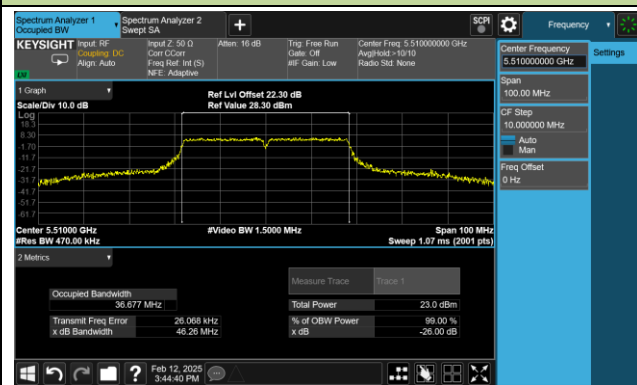 Spectrum Analyzer 1
Occupied BW
Spectrum Analyzer 2
Swept SA
SCPI
Frequency
KEYSIGHT
Input: RF
Coupling: DC
Align: Auto
Input Z: 50 Ω
Corr CCorr
Freq Ref: Int (S)
NFE: Adaptive
Atten: 16 dB
Trig: Free Run
Gate: Off
#IF Gain: Low
Center Freq: 5.510000000 GHz
Avg|Hold:>10/10
Radio Std: None
Center Frequency
5.510000000 GHz
Settings
Span
100.00 MHz
CF Step
10.000000 MHz
Auto
Man
Freq Offset
0 Hz
1 Graph
Scale/Div 10.0 dB
Ref Lvl Offset 22.30 dB
Ref Value 28.30 dBm
Log
18.3
8.30
-1.70
-11.7
-21.7
-31.7
-41.7
-51.7
-61.7
Center 5.51000 GHz
#Res BW 470.00 kHz
#Video BW 1.5000 MHz
Span 100 MHz
Sweep 1.07 ms (2001 pts)
2 Metrics
Measure Trace
Trace 1
Occupied Bandwidth
36.677 MHz
Total Power
23.0 dBm
Transmit Freq Error
26.068 kHz
% of OBW Power
99.00 %
x dB Bandwidth
46.26 MHz
x dB
-26.00 dB
Feb 12, 2025
3:44:40 PM